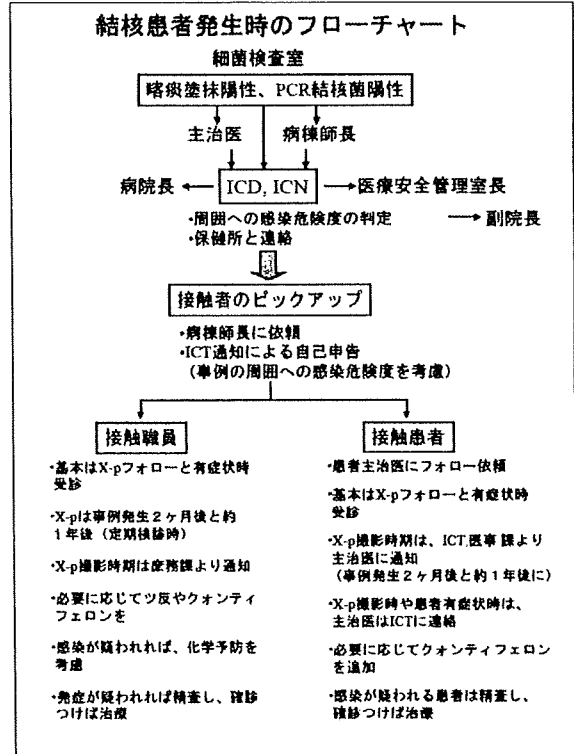 結核患者発生時のフローチャート
細菌検査室
喀痰塗抹陽性、PCR結核菌陽性
主治医
病棟師長
病院長
ICD, ICN
医療安全管理室長
・周囲への感染危険度の判定
副院長
・保健所と連絡
接触者のピックアップ
・病棟師長に依頼
・ICT通知による自己申告
(事例の周囲への感染危険度を考慮)
接触職員
・基本はX-pフォローと有症状時
受診
・X-pは事例発生2ヶ月後と約
1年後(定期後診時)
・X-p撮影時期は庶務課より通知
・必要に応じてツ反やクォンティ
フェロンを
・感染が疑われれば、化学予防を
考慮
・発症が疑われれば精査し、確診
つけば治療
接触患者
・患者主治医にフォロー依頼
・基本はX-pフォローと有症状時
受診
・X-p撮影時期は、ICT,医事課より
主治医に通知
(事例発生2ヶ月後と約1年後に)
・X-p撮影時や患者有症状時は、
主治医はICTに連絡
・必要に応じてクォンティフェロン
を追加
・感染が疑われる患者は精査し、
確診つけば治療